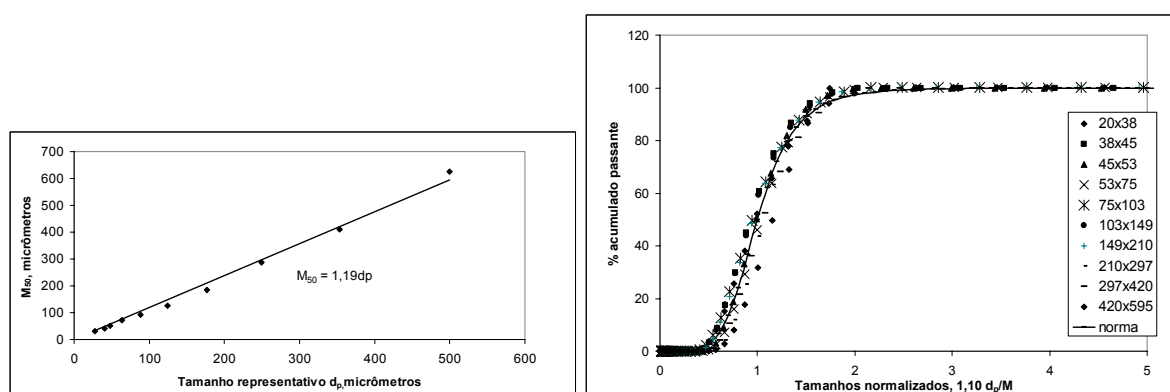 700
600
500
400
300
200
100
0
M₅₀, micrômetros
M₅₀ = 1,19dp
0 100 200 300 400 500 600
Tamanho representativo dₚ,micrômetros
120
100
80
60
40
20
0
% acumulado passante
20x38
38x45
45x53
53x75
75x103
103x149
149x210
210x297
297x420
420x595
norma
0 1 2 3 4 5
Tamanhos normalizados, 1,10 dₚ/M